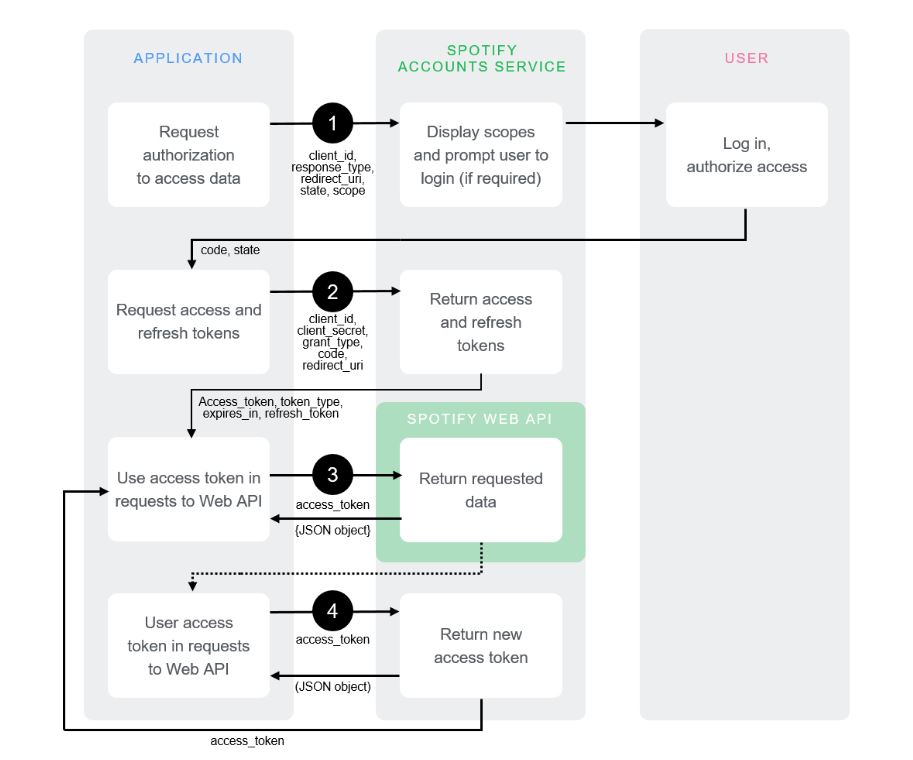 APPLICATION
SPOTIFY
ACCOUNTS SERVICE
USER
Request
authorization
to access data
1
client_id,
response_type,
redirect_uri,
state, scope
Display scopes
and prompt user to
login (if required)
Log in,
authorize access
code, state
Request access and
refresh tokens
2
client_id,
client_secret,
grant_type,
code,
redirect_uri
Return access
and refresh
tokens
Access_token, token_type,
expires_in, refresh_token
SPOTIFY WEB API
Use access token in
requests to Web API
3
access_token
{JSON object}
Return requested
data
User access
token in requests
to Web API
4
access_token
(JSON object)
Return new
access token
access_token